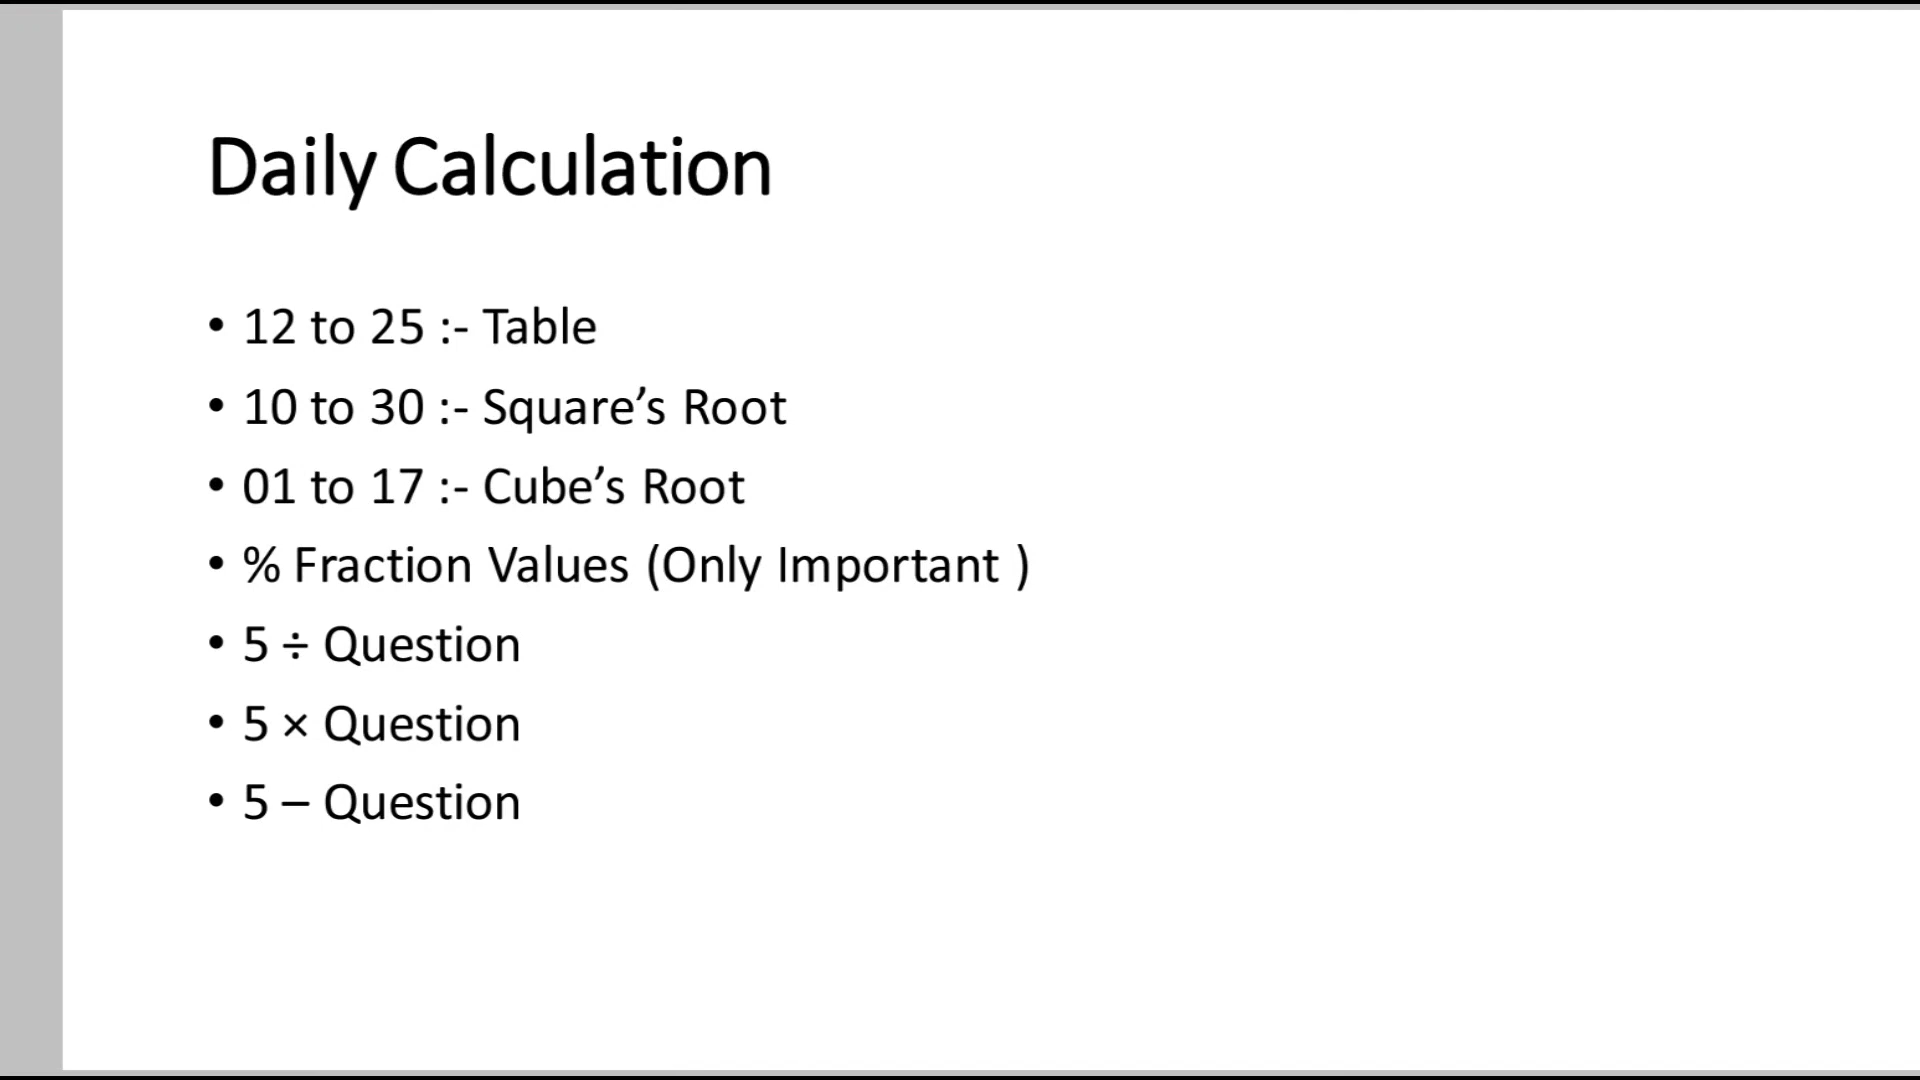 Daily Calculation
• 12 to 25 :- Table
• 10 to 30 :- Square’s Root
• 01 to 17 :- Cube’s Root
• % Fraction Values (Only Important )
• 5 ÷ Question
• 5 × Question
• 5 – Question